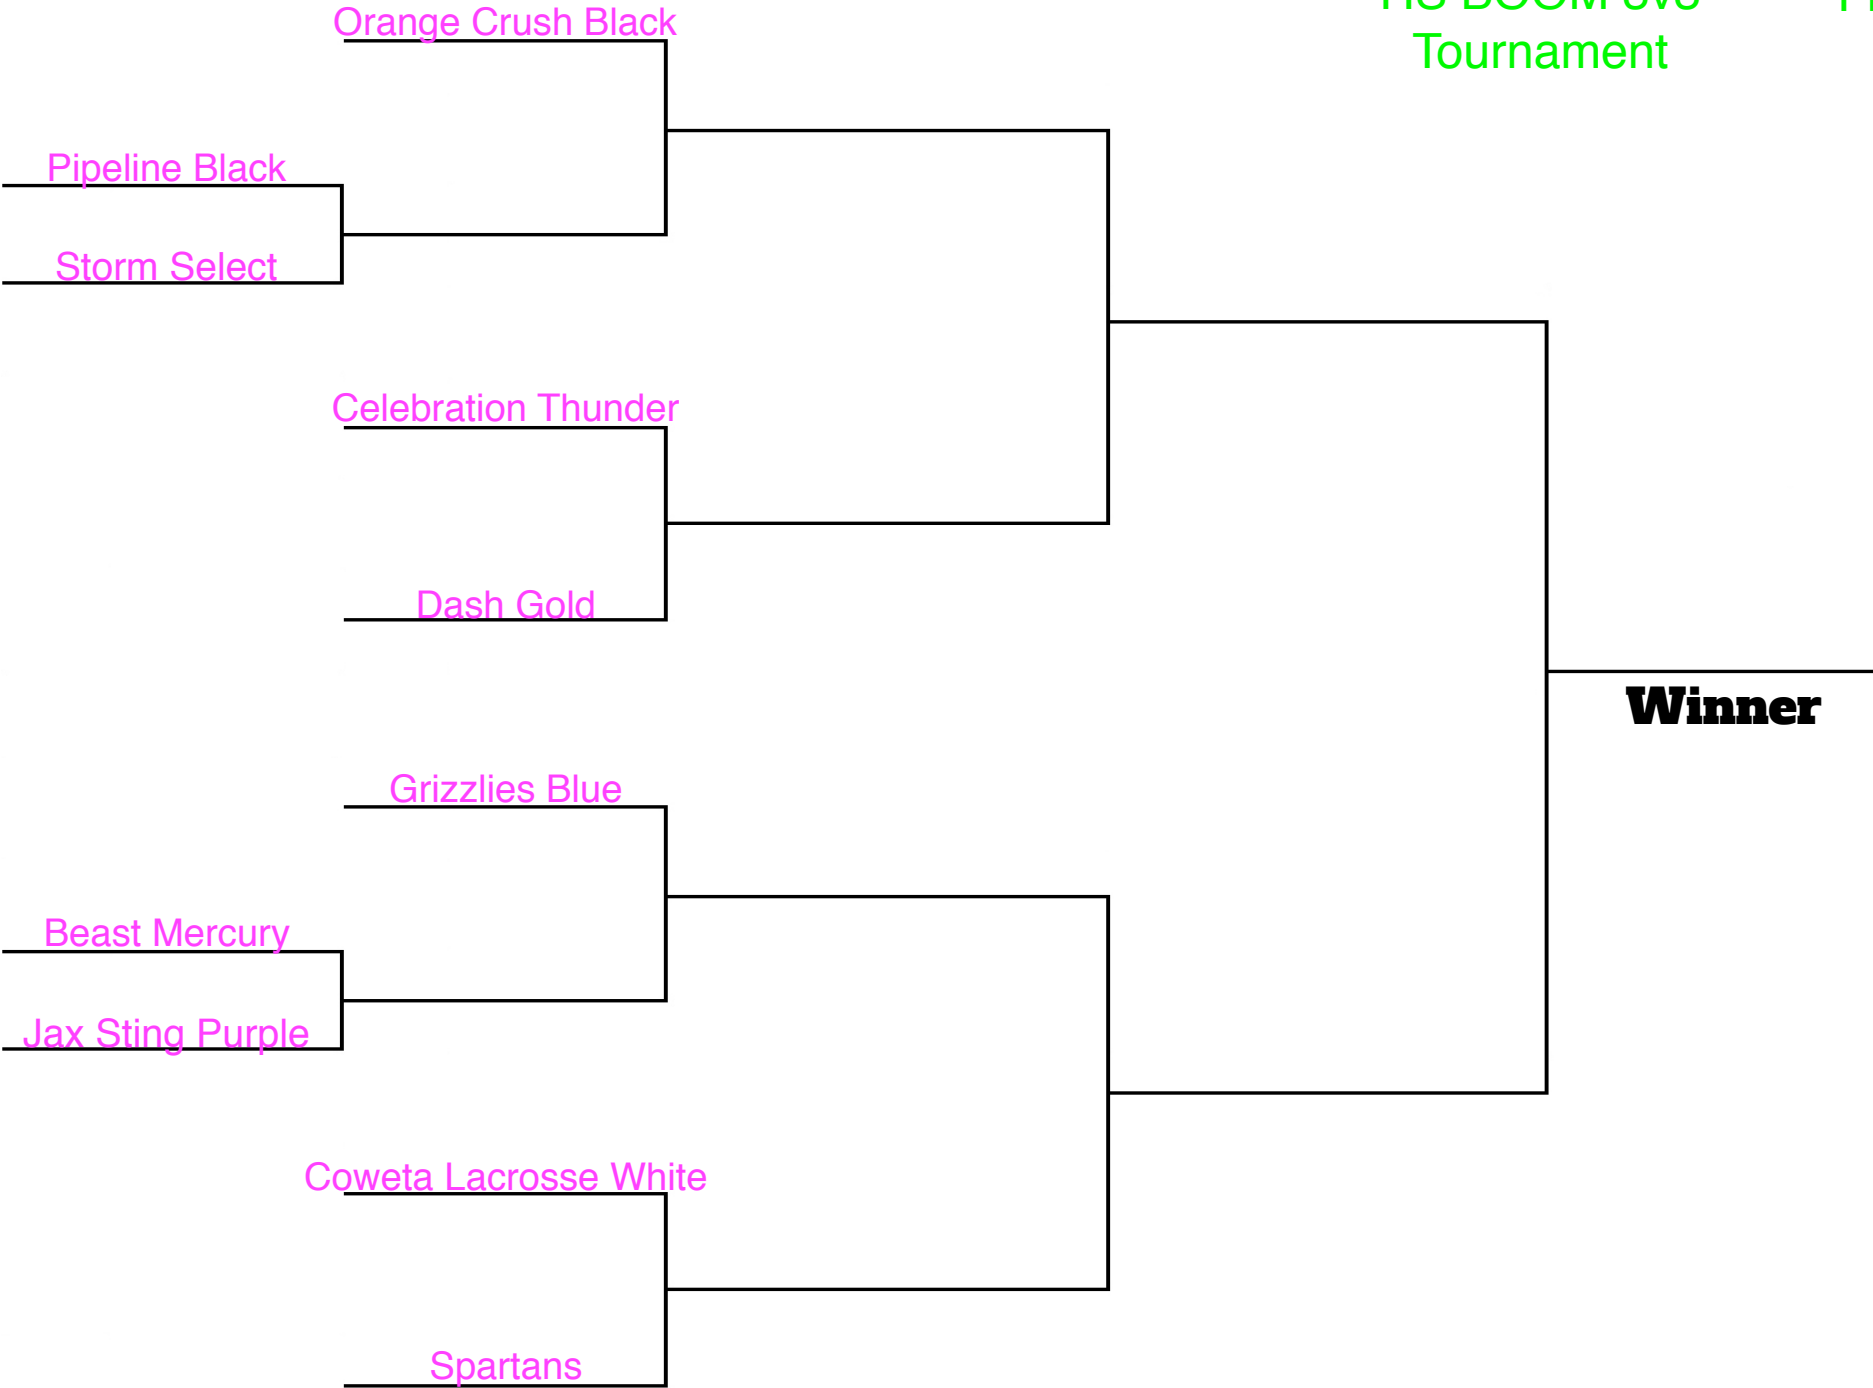 Orange Crush Black
Tournament
Pipeline Black
Storm Select
Celebration Thunder
Dash Gold
Winner
Grizzlies Blue
Beast Mercury
Jax Sting Purple
Coweta Lacrosse White
Spartans